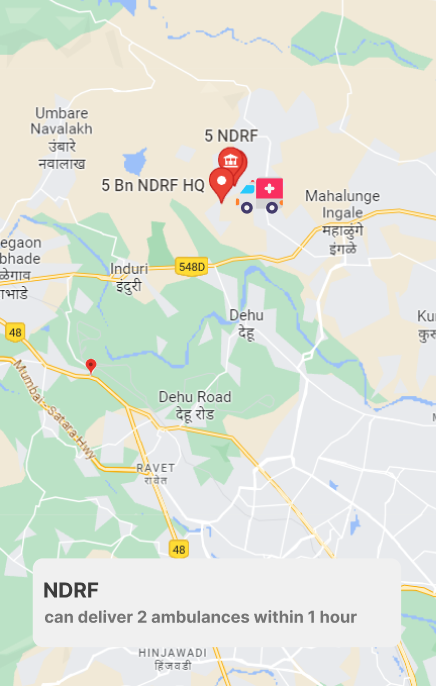 Umbare
Navalakh
उंबारे
नवालाख
5 NDRF
5 Bn NDRF HQ
Mahalunge
Ingale
महाळुंगे
इंगळे
egaon
bhade
ळेगाव
ाभाडे
Induri
इंदुरी
548D
Dehu
देहू
Ku
कुरु
48
Mumbai - Satara Hwy
Dehu Road
देहू रोड
RAVET
रावेत
48
NDRF
can deliver 2 ambulances within 1 hour
HINJAWADI
हिंजवडी